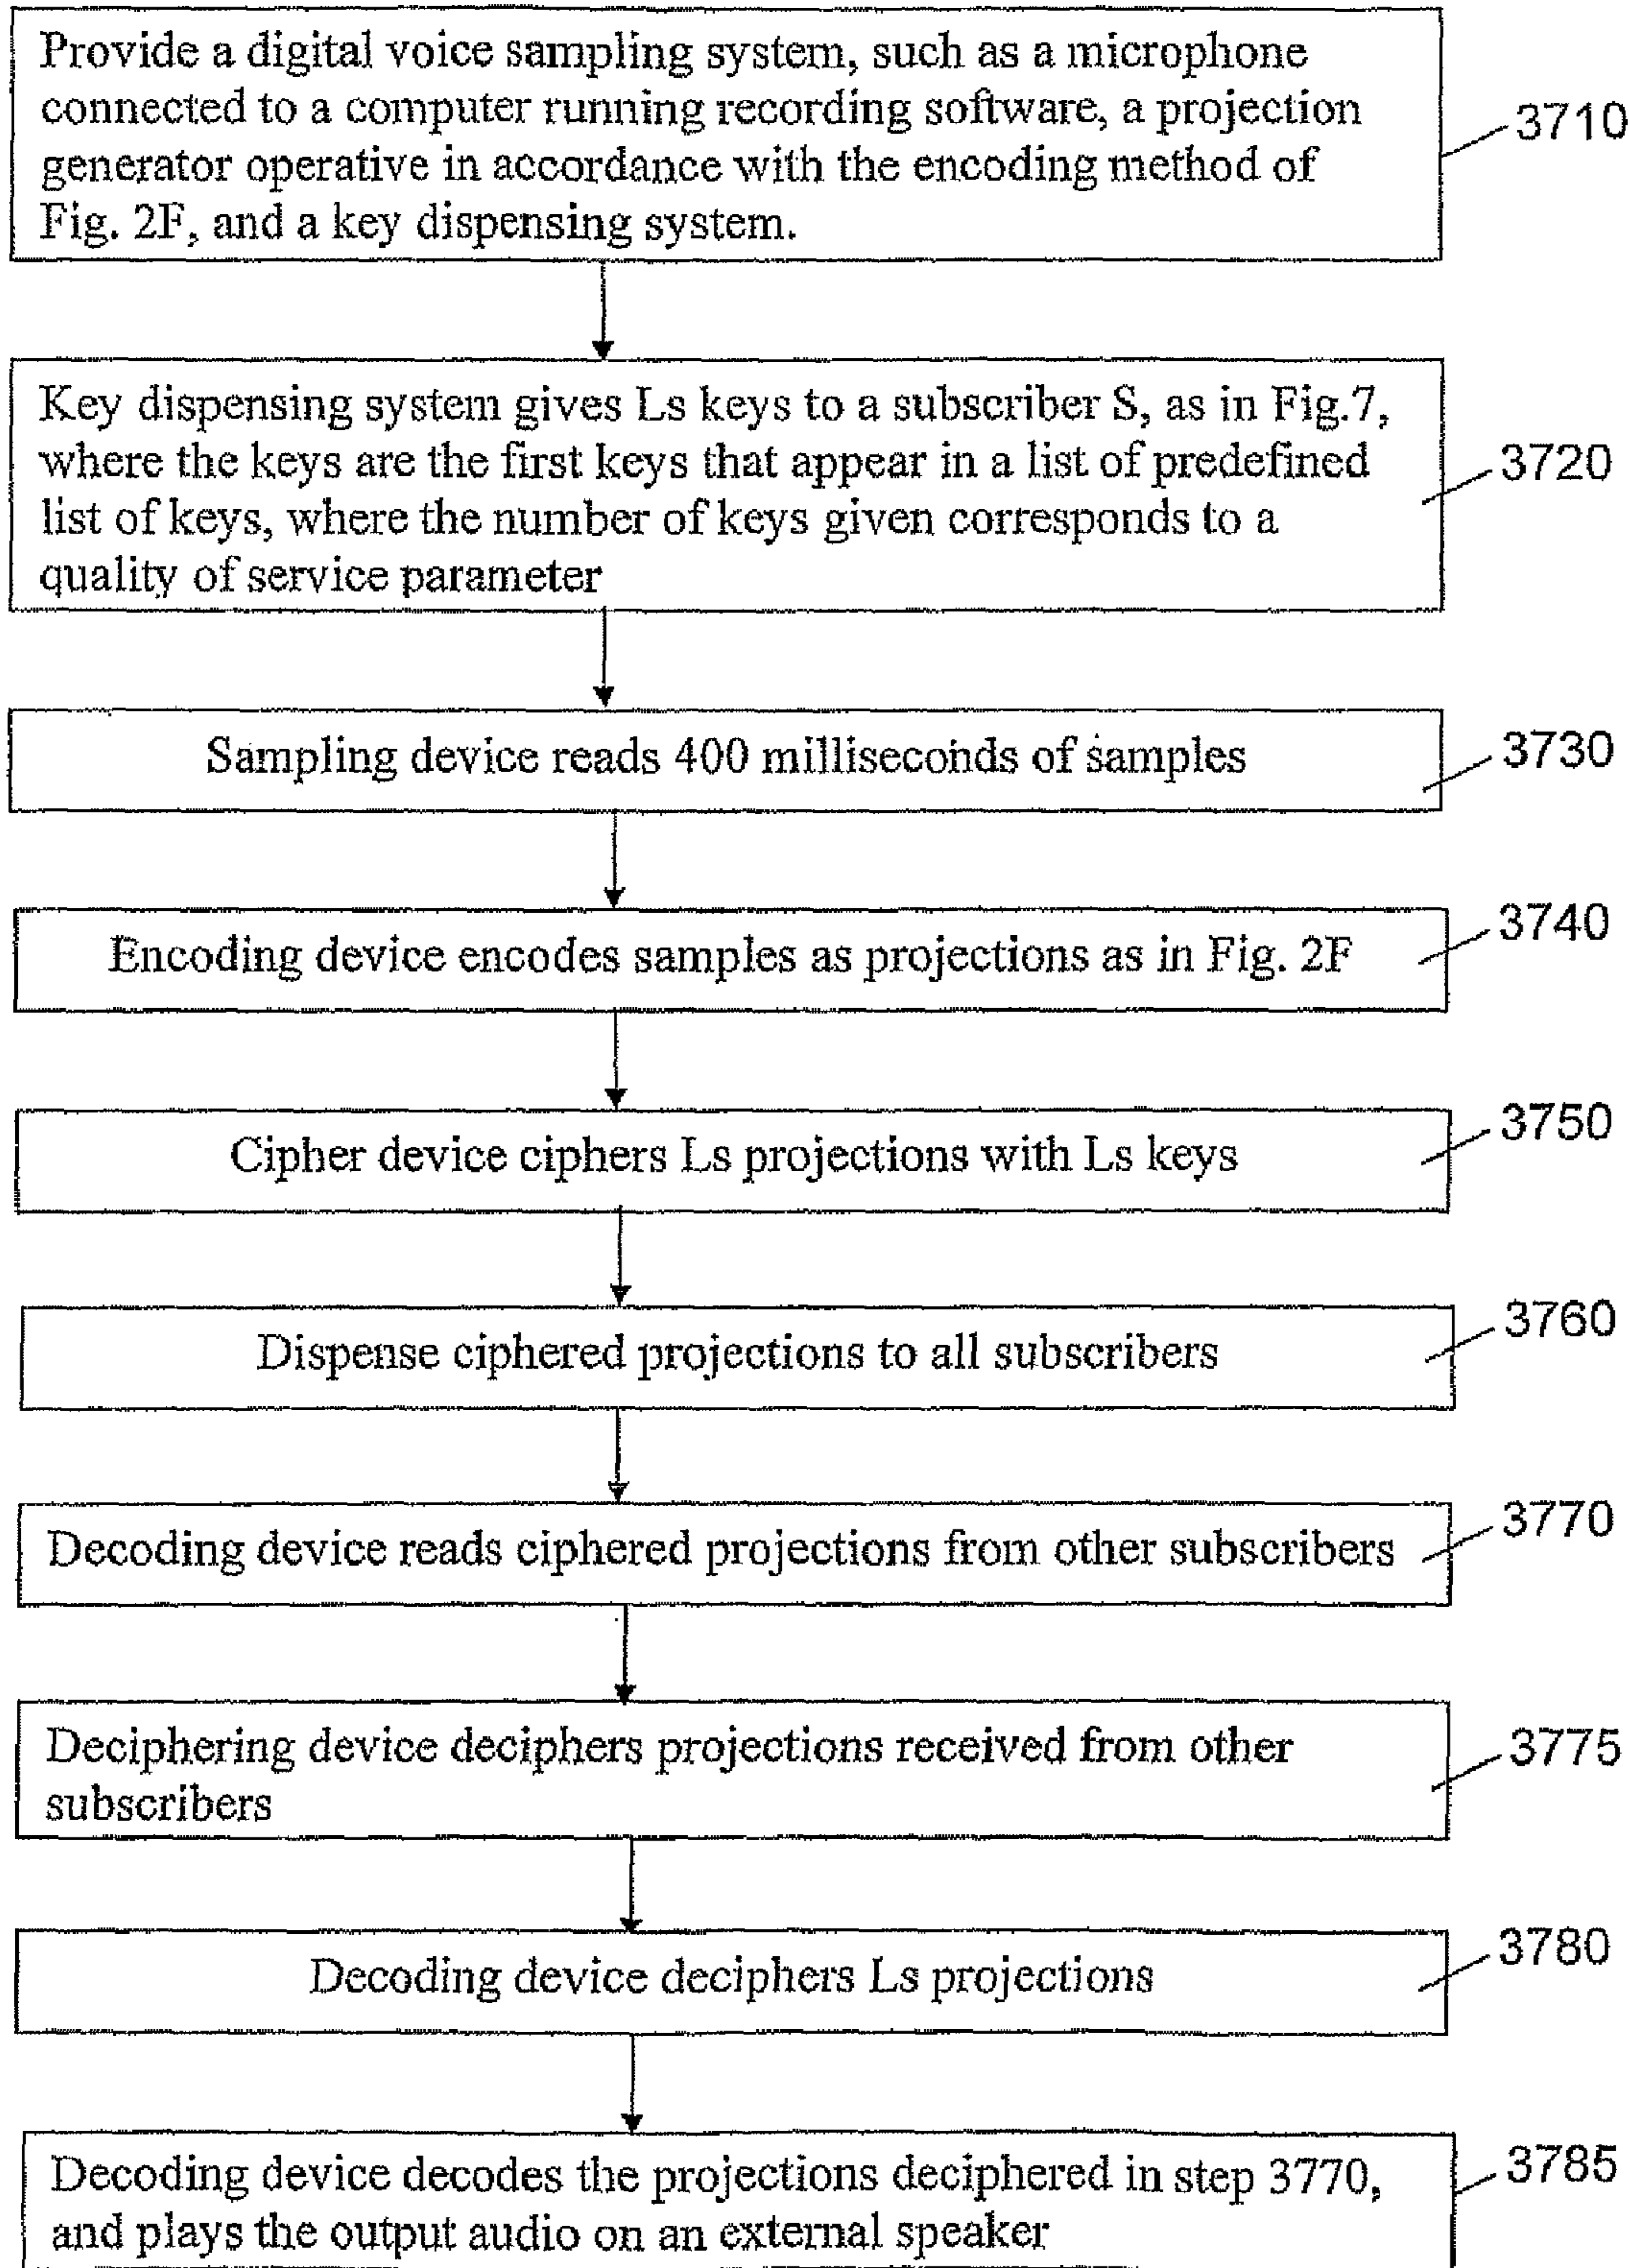 Provide a digital voice sampling system, such as a microphone
connected to a computer running recording software, a projection
generator operative in accordance with the encoding method of
Fig. 2F, and a key dispensing system.
3710
Key dispensing system gives Ls keys to a subscriber S, as in Fig.7,
where the keys are the first keys that appear in a list of predefined
list of keys, where the number of keys given corresponds to a
quality of service parameter
3720
Sampling device reads 400 milliseconds of samples
3730
Encoding device encodes samples as projections as in Fig. 2F
3740
Cipher device ciphers Ls projections with Ls keys
3750
Dispense ciphered projections to all subscribers
3760
Decoding device reads ciphered projections from other subscribers
3770
Deciphering device deciphers projections received from other
subscribers
3775
Decoding device deciphers Ls projections
3780
Decoding device decodes the projections deciphered in step 3770,
and plays the output audio on an external speaker
3785